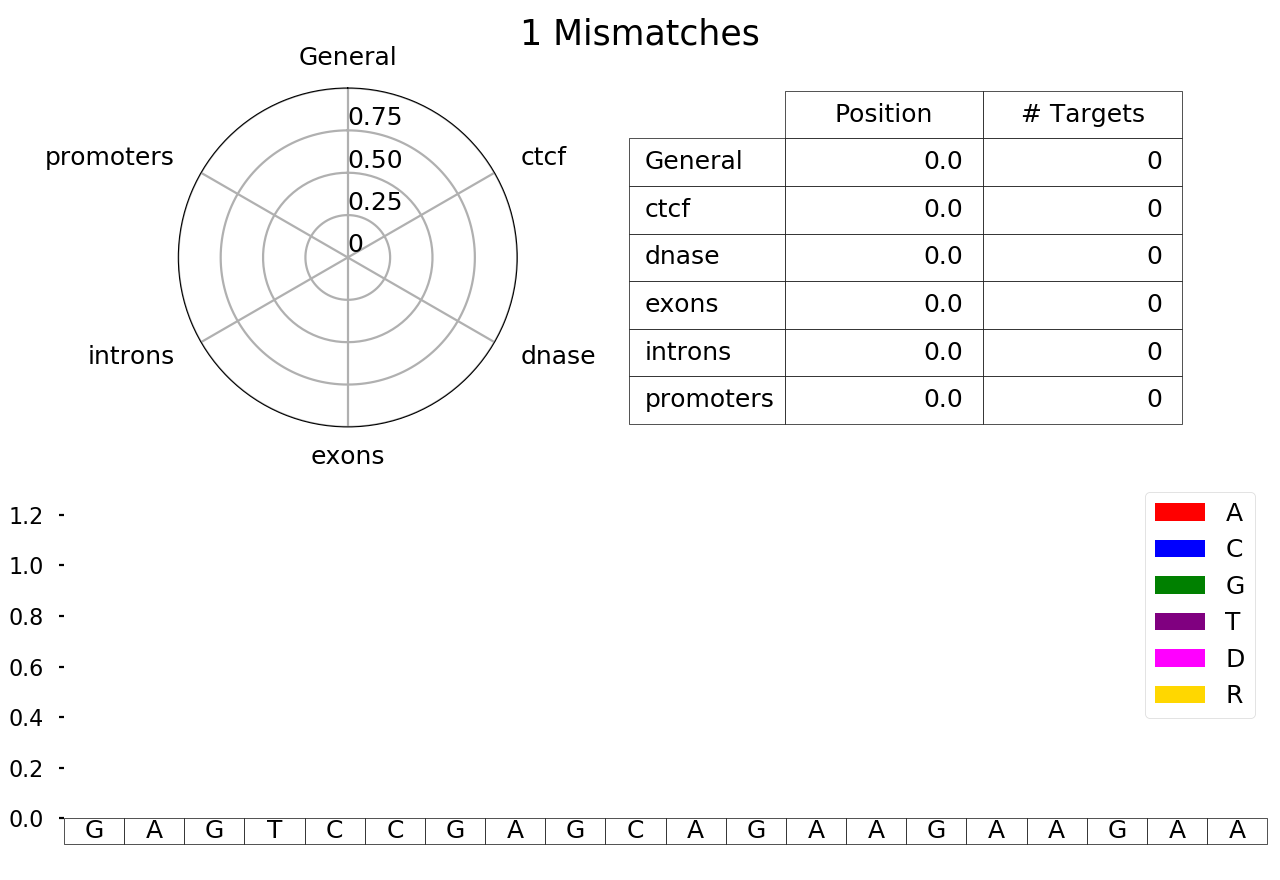 1 Mismatches
General
promoters
ctcf
0.75
0.50
0.25
0
introns
dnase
exons
Position # Targets
General 0.0 0
ctcf 0.0 0
dnase 0.0 0
exons 0.0 0
introns 0.0 0
promoters 0.0 0
1.2
1.0
0.8
0.6
0.4
0.2
0.0
A
C
G
T
D
R
G A G T C C G A G C A G A A G A A G A A